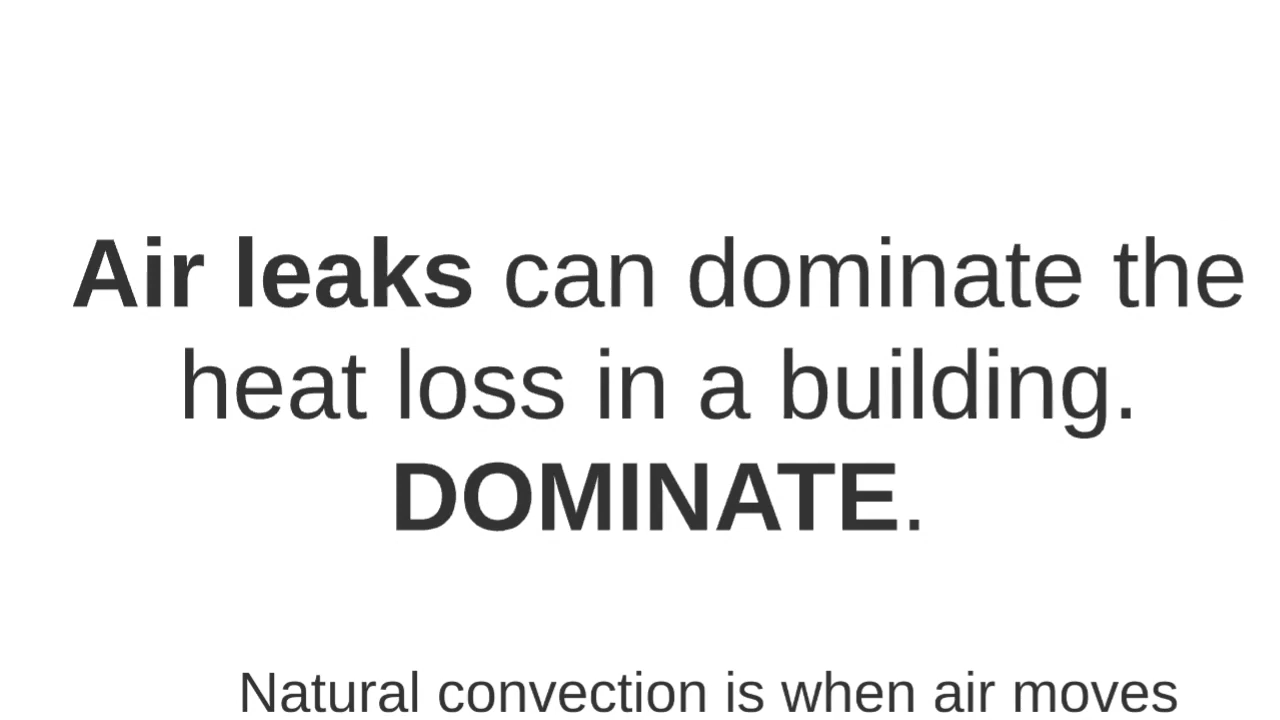 Air leaks can dominate the
heat loss in a building.
DOMINATE.
Natural convection is when air moves